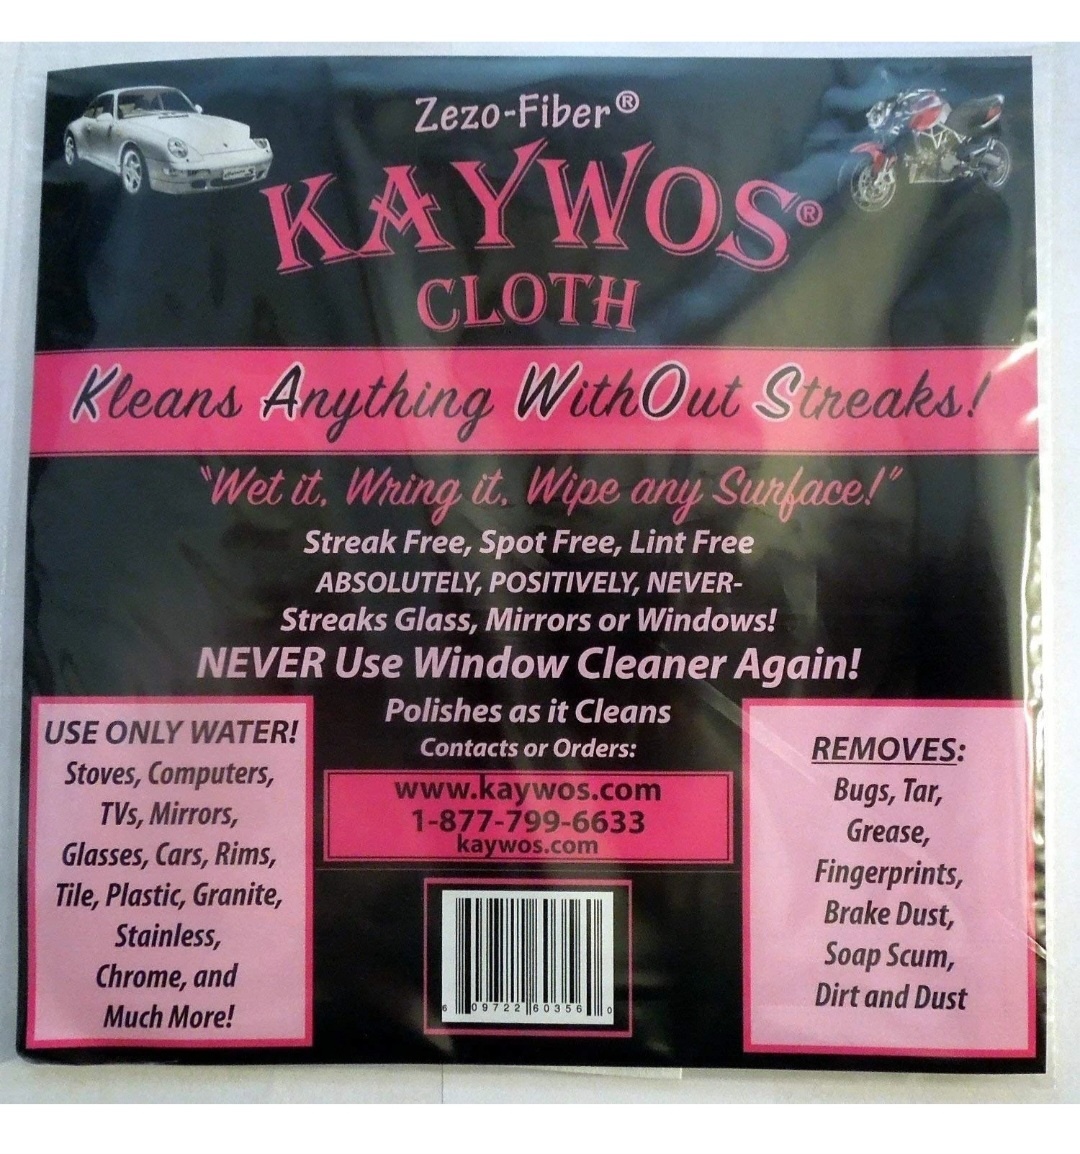 Zezo-Fiber®
KAYWOS®
CLOTH
Kleans Anything WithOut Streaks!
"Wet it, Wring it, Wipe any Surface!"
Streak Free, Spot Free, Lint Free
ABSOLUTELY, POSITIVELY, NEVER-
Streaks Glass, Mirrors or Windows!
NEVER Use Window Cleaner Again!
Polishes as it Cleans
Contacts or Orders:
www.kaywos.com
1-877-799-6633
kaywos.com
USE ONLY WATER!
Stoves, Computers,
TVs, Mirrors,
Glasses, Cars, Rims,
Tile, Plastic, Granite,
Stainless,
Chrome, and
Much More!
REMOVES:
Bugs, Tar,
Grease,
Fingerprints,
Brake Dust,
Soap Scum,
Dirt and Dust
6 09722 60356 0